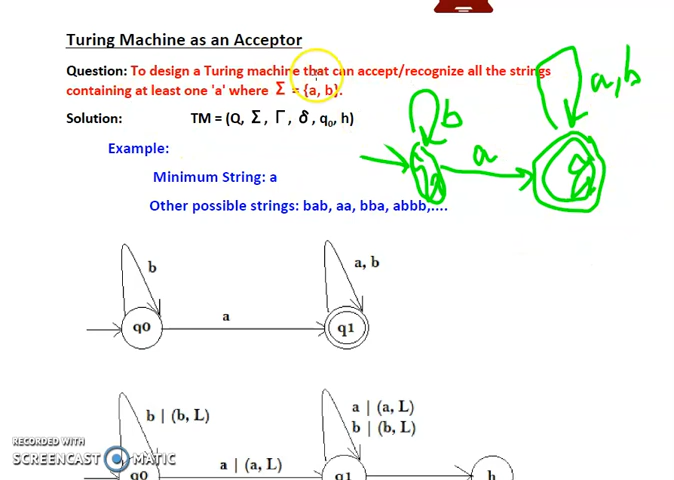 Turing Machine as an Acceptor
Question: To design a Turing machine that can accept/recognize all the strings
containing at least one 'a' where Σ = {a, b}.
Solution: TM = (Q, Σ, Γ, δ, q0, h)
Example:
Minimum String: a
Other possible strings: bab, aa, bba, abbb,....
b
a
a, b
b
a, b
a
q0
q1
b | (b, L)
a | (a, L)
b | (b, L)
a | (a, L)
q0
q1
h
RECORDED WITH
SCREENCAST MATIC